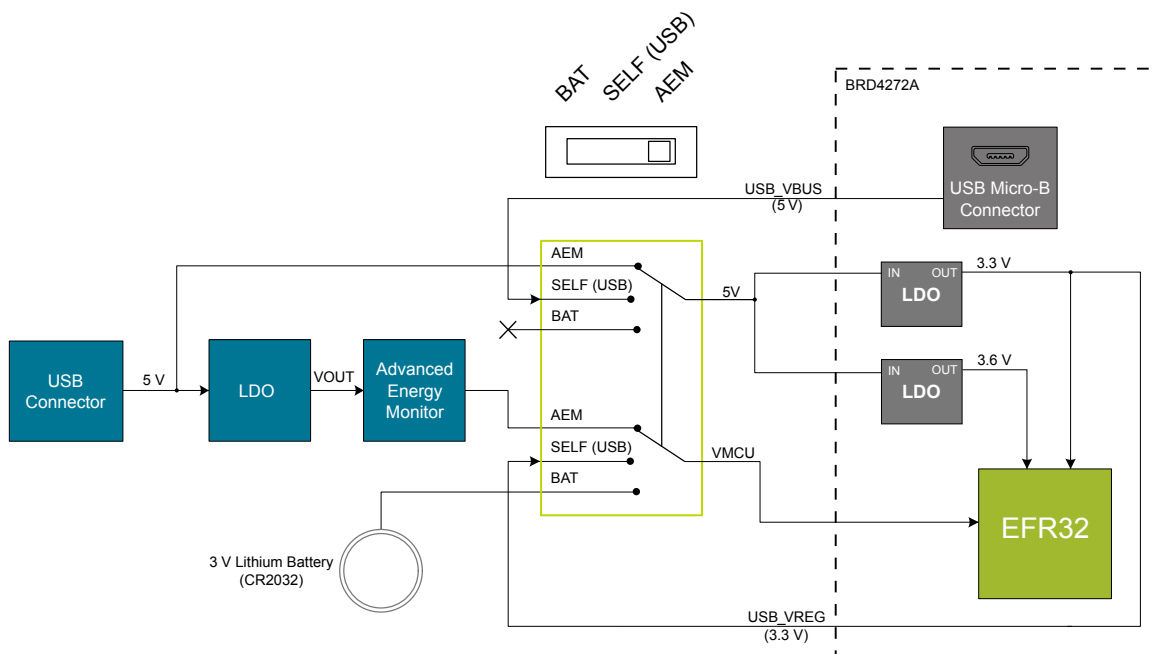 BAT
SELF (USB)
AEM
BRD4272A
USB Micro-B
Connector
USB_VBUS
(5 V)
AEM
SELF (USB)
BAT
5V
IN OUT
LDO
3.3 V
IN OUT
LDO
3.6 V
USB
Connector
5 V
LDO
VOUT
Advanced
Energy
Monitor
AEM
SELF (USB)
BAT
VMCU
EFR32
3 V Lithium Battery
(CR2032)
USB_VREG
(3.3 V)